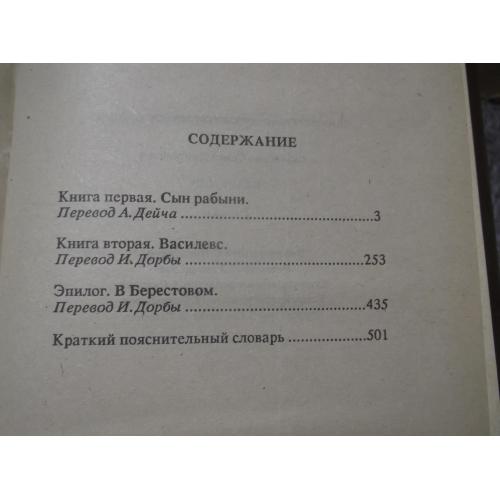 СОДЕРЖАНИЕ
Книга первая. Сын рабыни.
Перевод А. Дейча ..............................................3
Книга вторая. Василевс.
Перевод И. Дорбы ...........................................253
Эпилог. В Берестовом.
Перевод И. Дорбы ...........................................435
Краткий пояснительный словарь ...................501